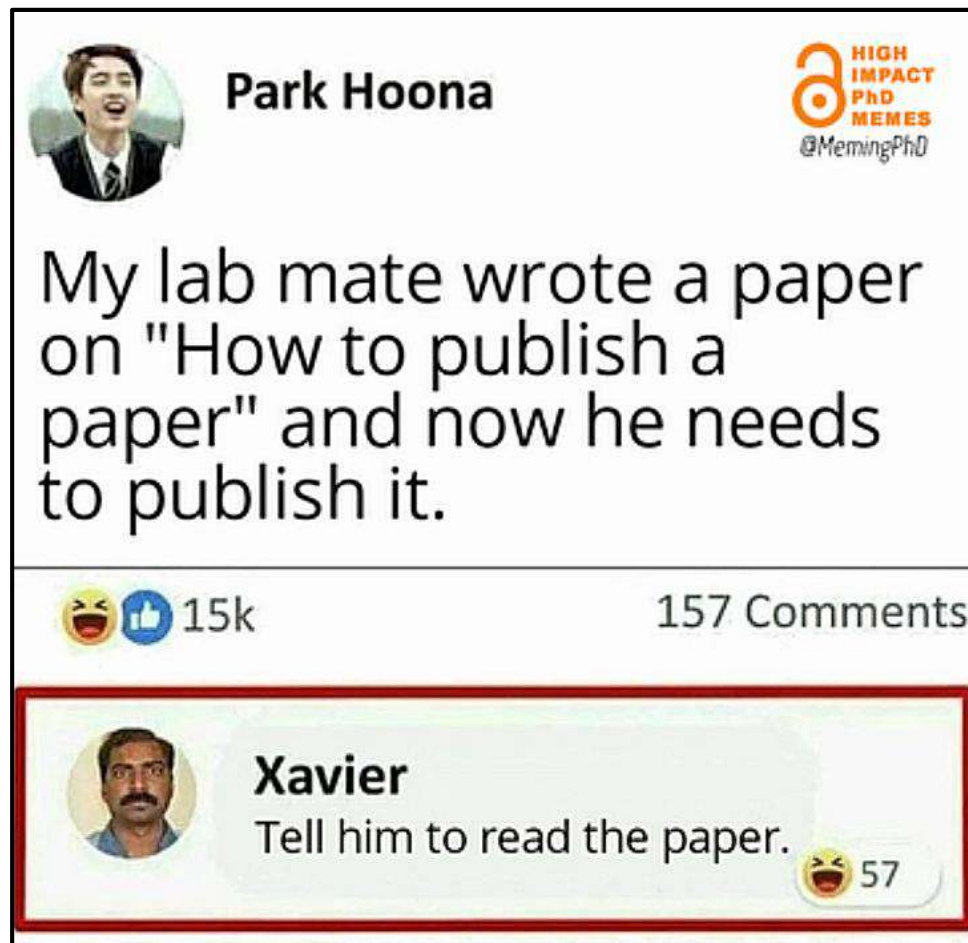 Park Hoona
HIGH
IMPACT
PhD
MEMES
@MemingPhD
My lab mate wrote a paper
on "How to publish a
paper" and now he needs
to publish it.
15k
157 Comments
Xavier
Tell him to read the paper.
57